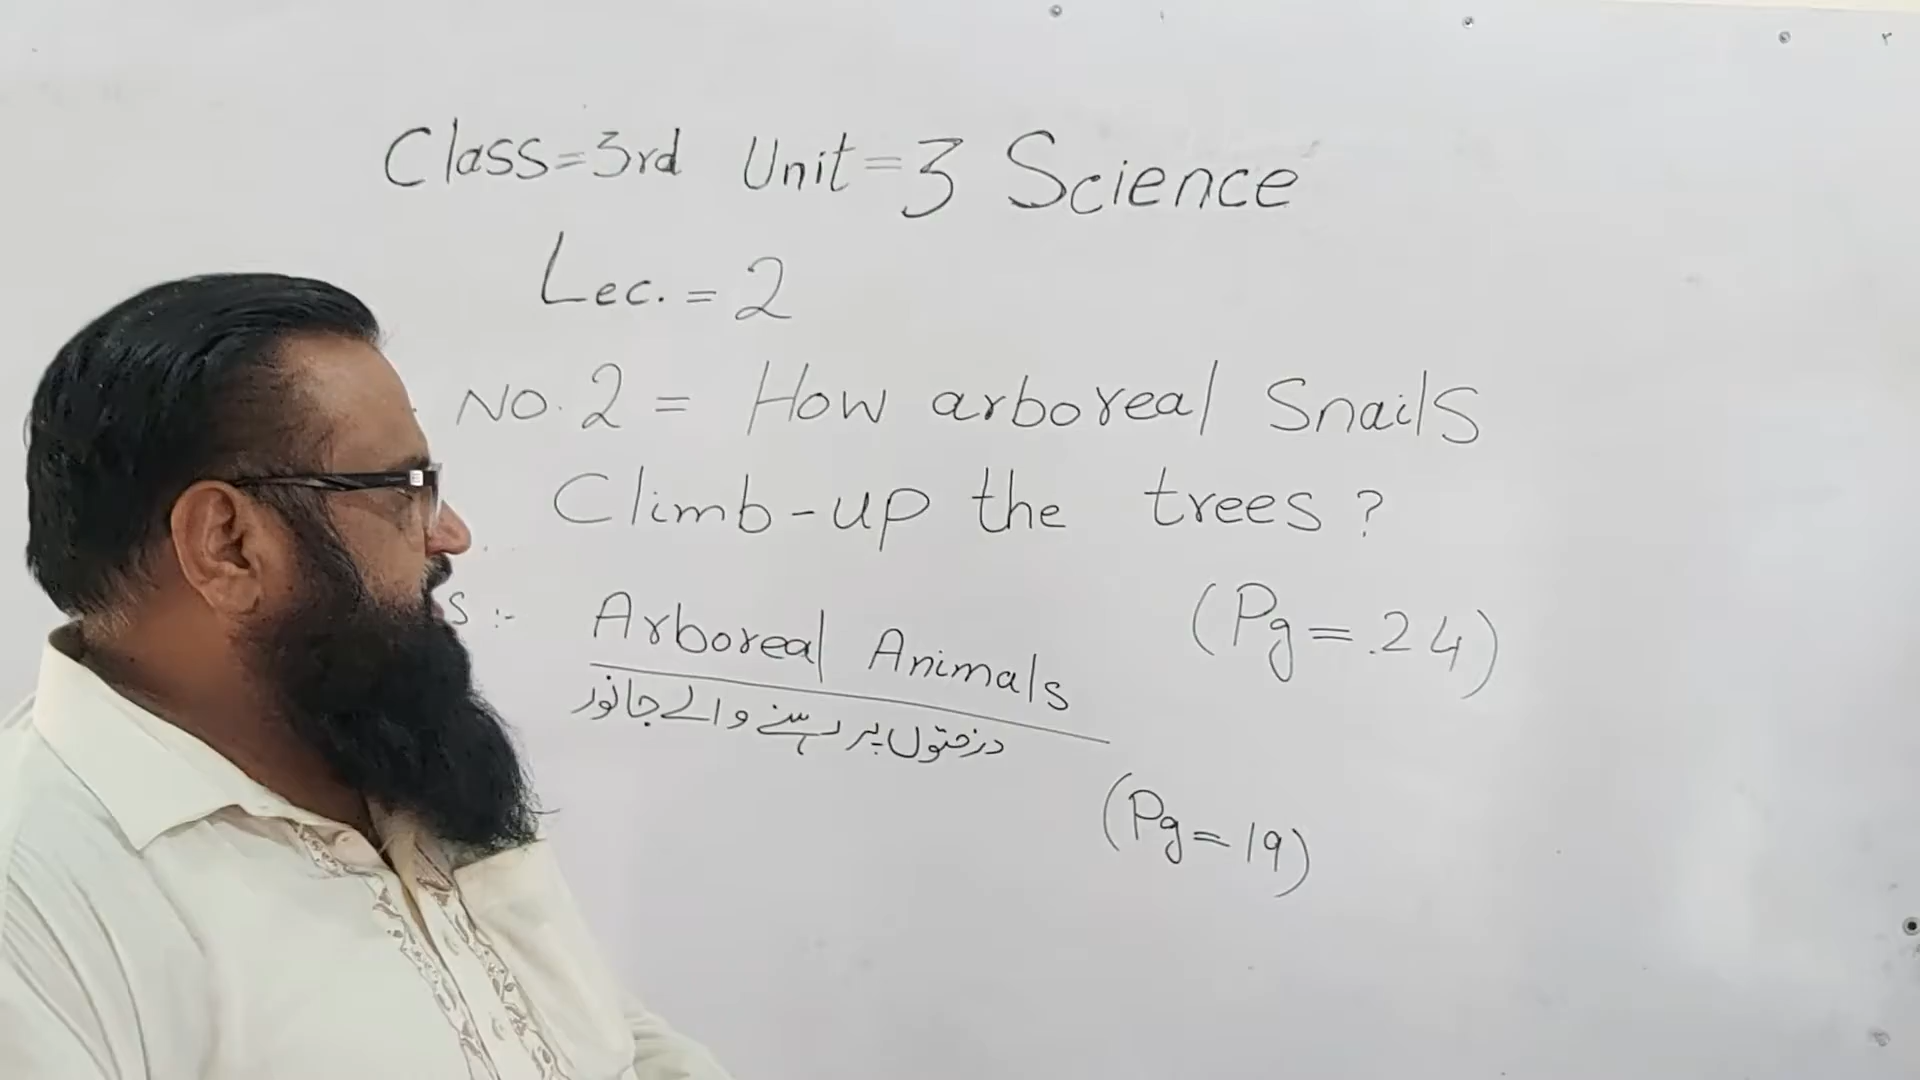 Class=3rd Unit=3 Science
Lec.=2
No.2 = How arboreal Snails
Climb-up the trees?
(Pg=.24)
s:- Arboreal Animals
درختوں پر رہنے والے جانور
(Pg=19)